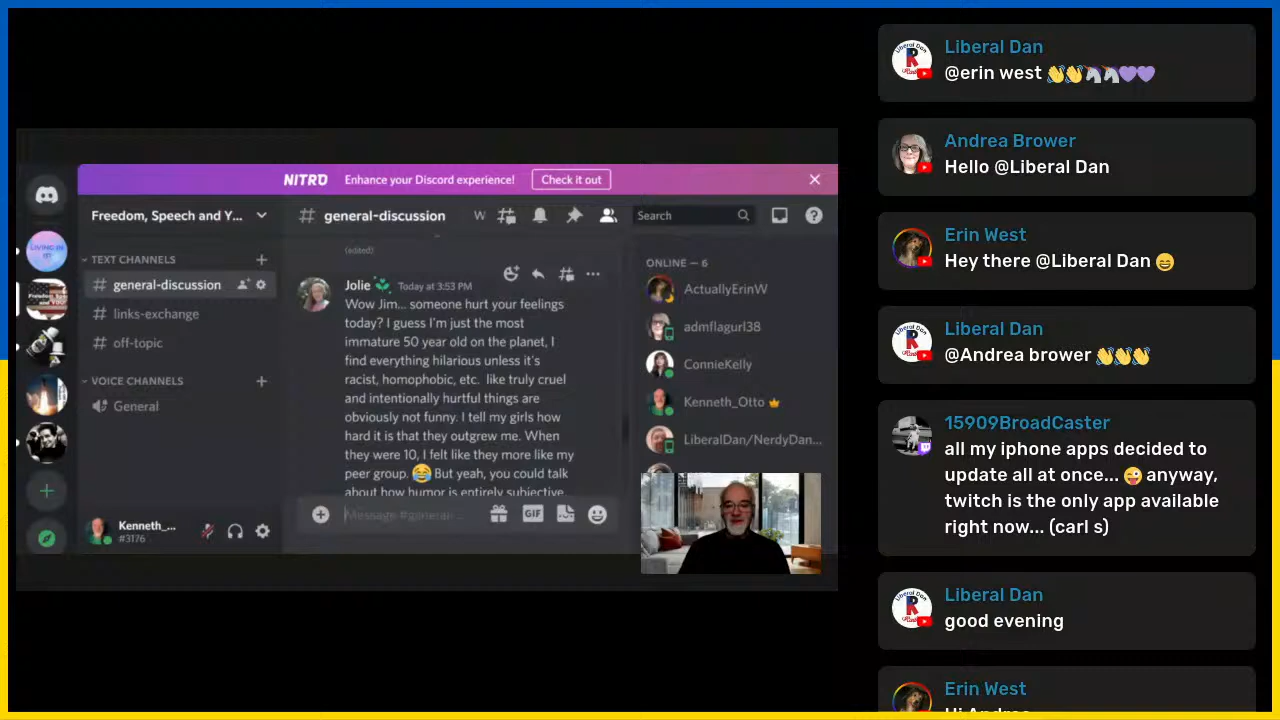 NITRO Enhance your Discord experience! Check it out
Freedom, Speech and Y...
# general-discussion
W
Search
TEXT CHANNELS
# general-discussion
# links-exchange
# off-topic
VOICE CHANNELS
General
Kenneth_...
#3176
(edited)
Jolie Today at 3:53 PM
Wow Jim... someone hurt your feelings
today? I guess I'm just the most
immature 50 year old on the planet, I
find everything hilarious unless it's
racist, homophobic, etc. like truly cruel
and intentionally hurtful things are
obviously not funny. I tell my girls how
hard it is that they outgrew me. When
they were 10, I felt like they more like my
peer group. 😂 But yeah, you could talk
about how humor is entirely subjective
Message #general-...
GIF
ONLINE — 6
ActuallyErinW
admflagurl38
ConnieKelly
Kenneth_Otto
LiberalDan/NerdyDan...
LIVING IN
Liberal Dan
@erin west 👋👋🦄🦄💜💜
Andrea Brower
Hello @Liberal Dan
Erin West
Hey there @Liberal Dan 😄
Liberal Dan
@Andrea brower 👋👋👋
15909BroadCaster
all my iphone apps decided to
update all at once... 😜 anyway,
twitch is the only app available
right now... (carl s)
Liberal Dan
good evening
Erin West
Hi Andrea